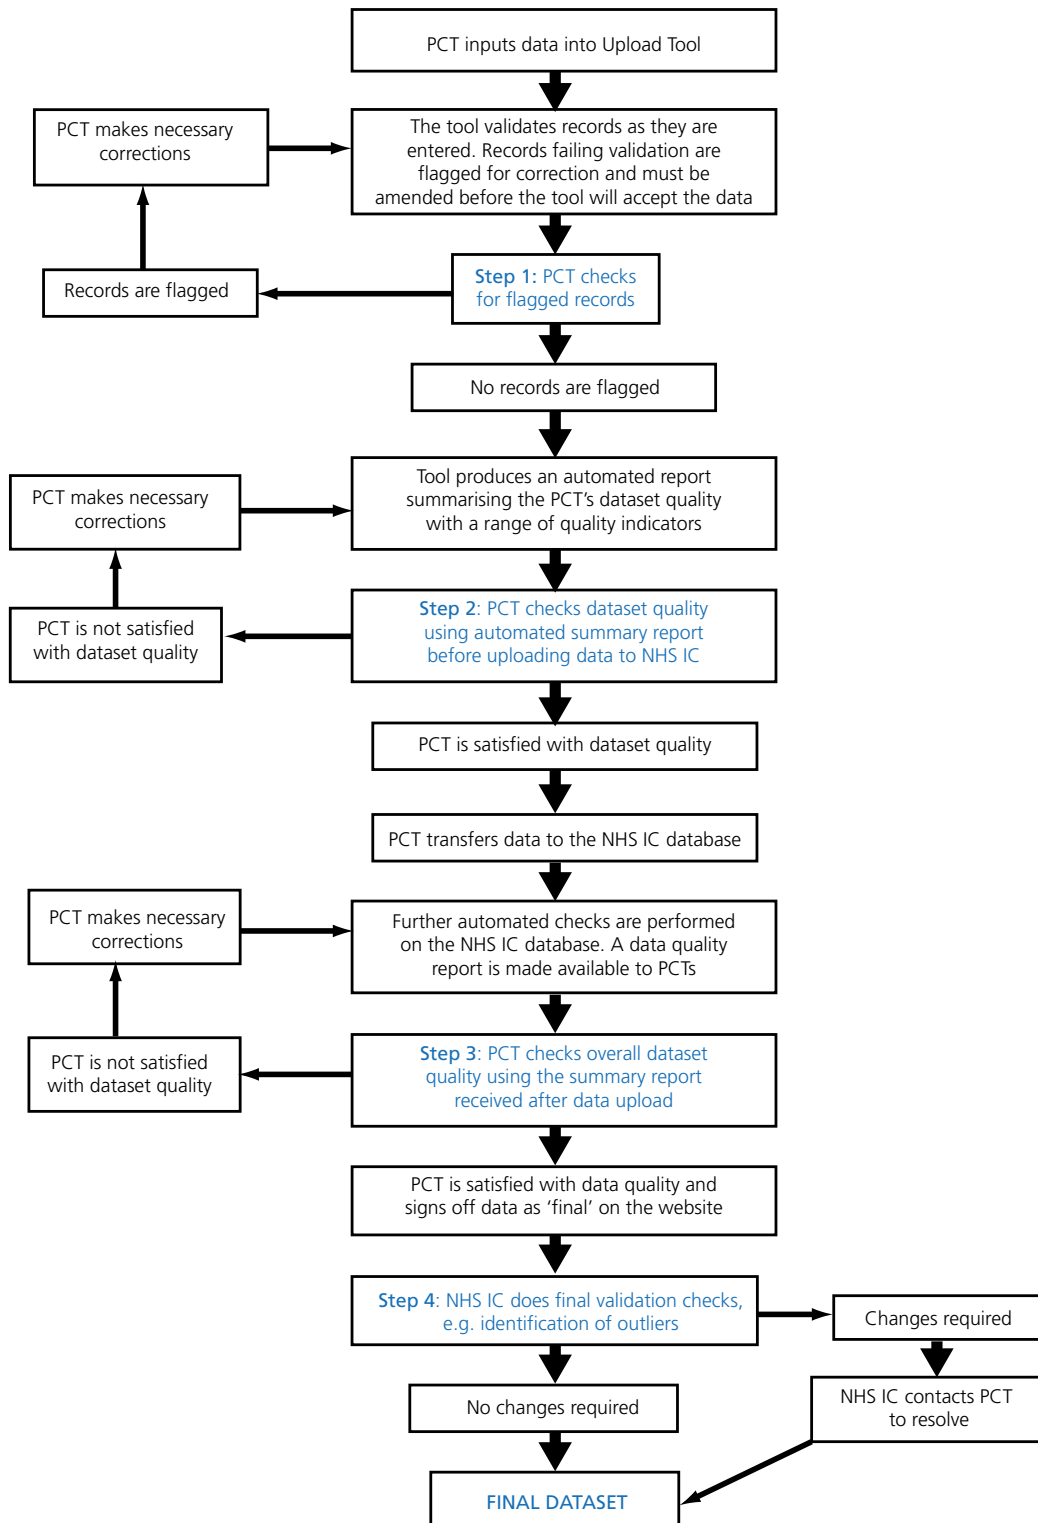 PCT inputs data into Upload Tool
PCT makes necessary
corrections
The tool validates records as they are
entered. Records failing validation are
flagged for correction and must be
amended before the tool will accept the data
Records are flagged
Step 1: PCT checks
for flagged records
No records are flagged
PCT makes necessary
corrections
Tool produces an automated report
summarising the PCT’s dataset quality
with a range of quality indicators
PCT is not satisfied
with dataset quality
Step 2: PCT checks dataset quality
using automated summary report
before uploading data to NHS IC
PCT is satisfied with dataset quality
PCT transfers data to the NHS IC database
PCT makes necessary
corrections
Further automated checks are performed
on the NHS IC database. A data quality
report is made available to PCTs
PCT is not satisfied
with dataset quality
Step 3: PCT checks overall dataset
quality using the summary report
received after data upload
PCT is satisfied with data quality and
signs off data as ‘final’ on the website
Step 4: NHS IC does final validation checks,
e.g. identification of outliers
Changes required
No changes required
NHS IC contacts PCT
to resolve
FINAL DATASET